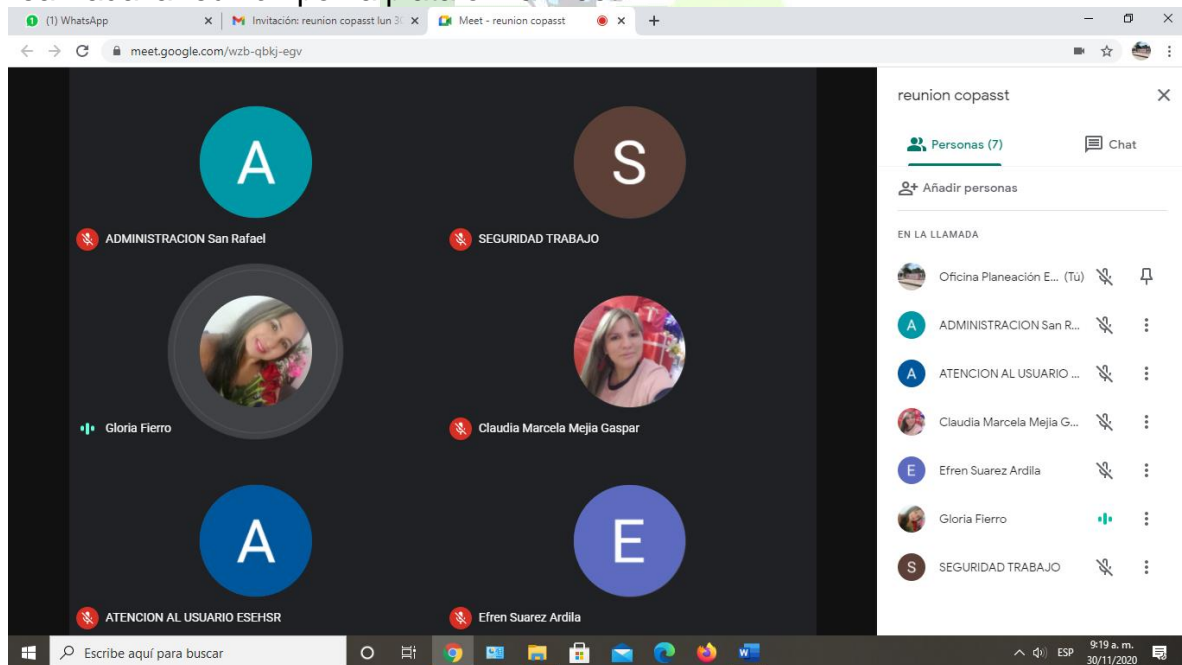 (1) WhatsApp
Invitación: reunion copasst lun 30
Meet - reunion copasst
meet.google.com/wzb-qbkj-egv
A
ADMINISTRACION San Rafael
S
SEGURIDAD TRABAJO
Gloria Fierro
Claudia Marcela Mejia Gaspar
A
ATENCION AL USUARIO ESEHSR
E
Efren Suarez Ardila
reunion copasst
Personas (7)
Chat
Añadir personas
EN LA LLAMADA
Oficina Planeación E... (Tú)
A
ADMINISTRACION San R...
A
ATENCION AL USUARIO ...
Claudia Marcela Mejia G...
E
Efren Suarez Ardila
Gloria Fierro
S
SEGURIDAD TRABAJO
Escribe aquí para buscar
ESP
9:19 a. m.
30/11/2020